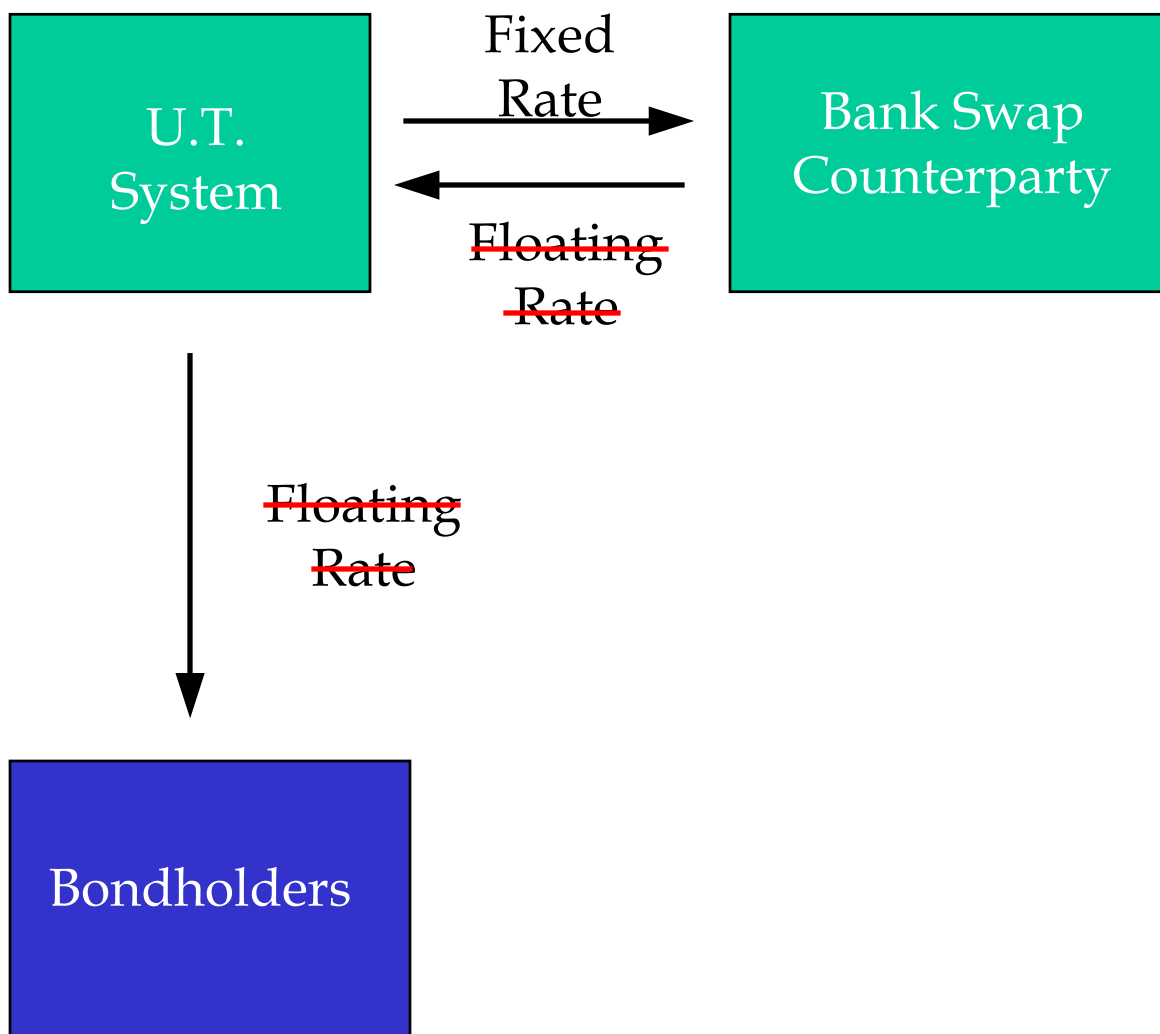 U.T.
System
Fixed
Rate
Floating
Rate
Bank Swap
Counterparty
Floating
Rate
Bondholders